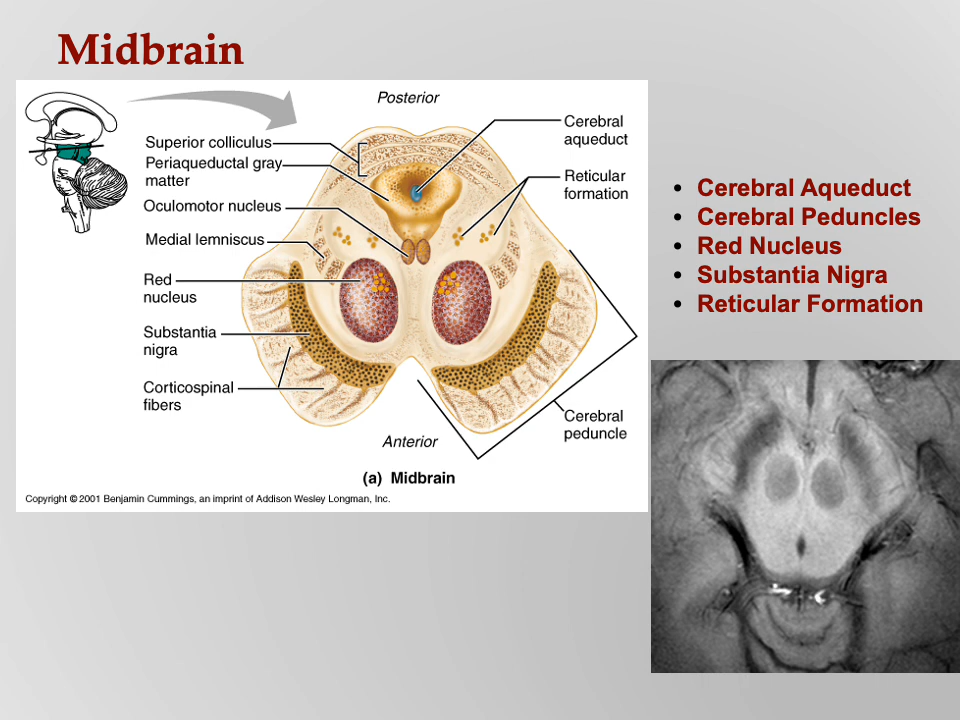 Midbrain
Posterior
Cerebral
aqueduct
Superior colliculus
Periaqueductal gray
matter
Reticular
formation
Oculomotor nucleus
Medial lemniscus
Red
nucleus
Substantia
nigra
Corticospinal
fibers
Cerebral
peduncle
Anterior
(a) Midbrain
Copyright © 2001 Benjamin Cummings, an imprint of Addison Wesley Longman, Inc.
• Cerebral Aqueduct
• Cerebral Peduncles
• Red Nucleus
• Substantia Nigra
• Reticular Formation